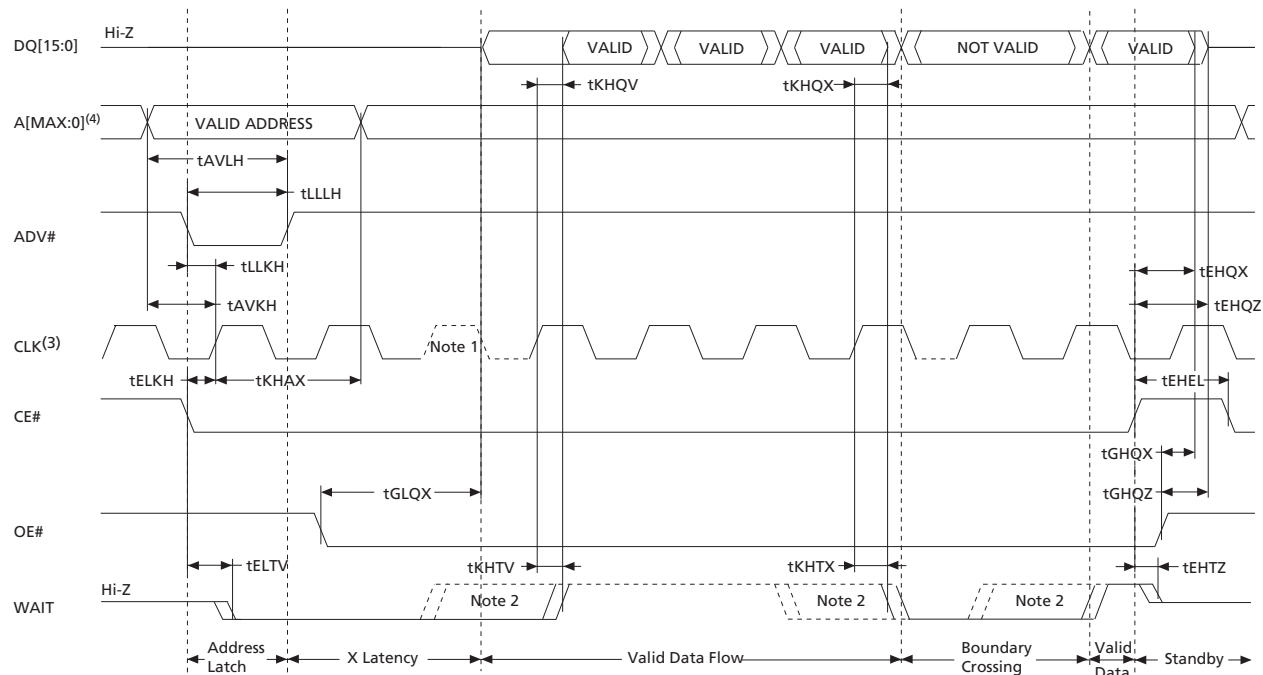 Hi-Z
DQ[15:0]
VALID VALID VALID NOT VALID VALID
tKHQV tKHQX
A[MAX:0](4)
VALID ADDRESS
tAVLH
tLLLH
ADV#
tLLKH tEHQX
tAVKH tEHQZ
CLK(3)
Note 1
tELKH tKHAX tEHEL
CE#
tGHQX
tGLQX tGHQZ
OE#
tELTV tKHTV tKHTX tEHTZ
Hi-Z
WAIT
Note 2 Note 2 Note 2
Address
Latch
X Latency
Valid Data Flow
Boundary
Crossing
Valid
Data
Standby